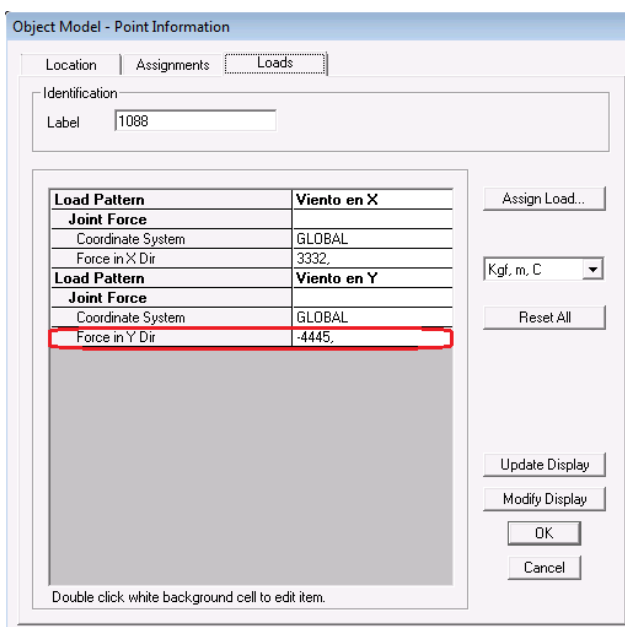 Object Model - Point Information
Location Assignments Loads
Identification
Label 1088
Load Pattern Viento en X
Joint Force
Coordinate System GLOBAL
Force in X Dir 3332,
Load Pattern Viento en Y
Joint Force
Coordinate System GLOBAL
Force in Y Dir -4445,
Assign Load...
Kgf, m, C
Reset All
Update Display
Modify Display
OK
Cancel
Double click white background cell to edit item.